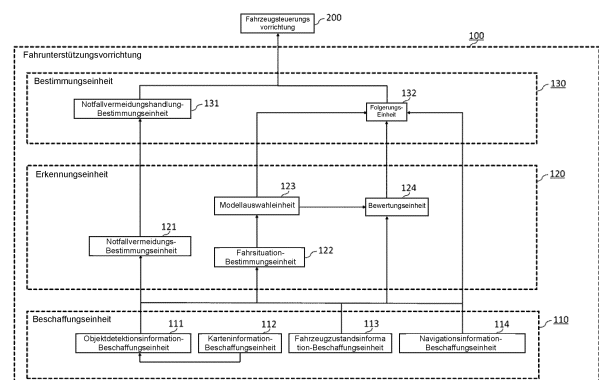 Fahrzeugsteuerungs
vorrichtung
200
100
Fahrunterstützungsvorrichtung
Bestimmungseinheit
130
Notfallvermeidungshandlung-
Bestimmungseinheit
131
132
Folgerungs-
Einheit
Erkennungseinheit
120
123
Modellauswahleinheit
124
Bewertungseinheit
121
Notfallvermeidungs-
Bestimmungseinheit
Fahrsituation-
Bestimmungseinheit
122
Beschaffungseinheit
110
111
Objektdetektionsinformation-
Beschaffungseinheit
112
Karteninformation-
Beschaffungseinheit
113
Fahrzeugzustandsinforma
tion-Beschaffungseinheit
114
Navigationsinformation-
Beschaffungseinheit